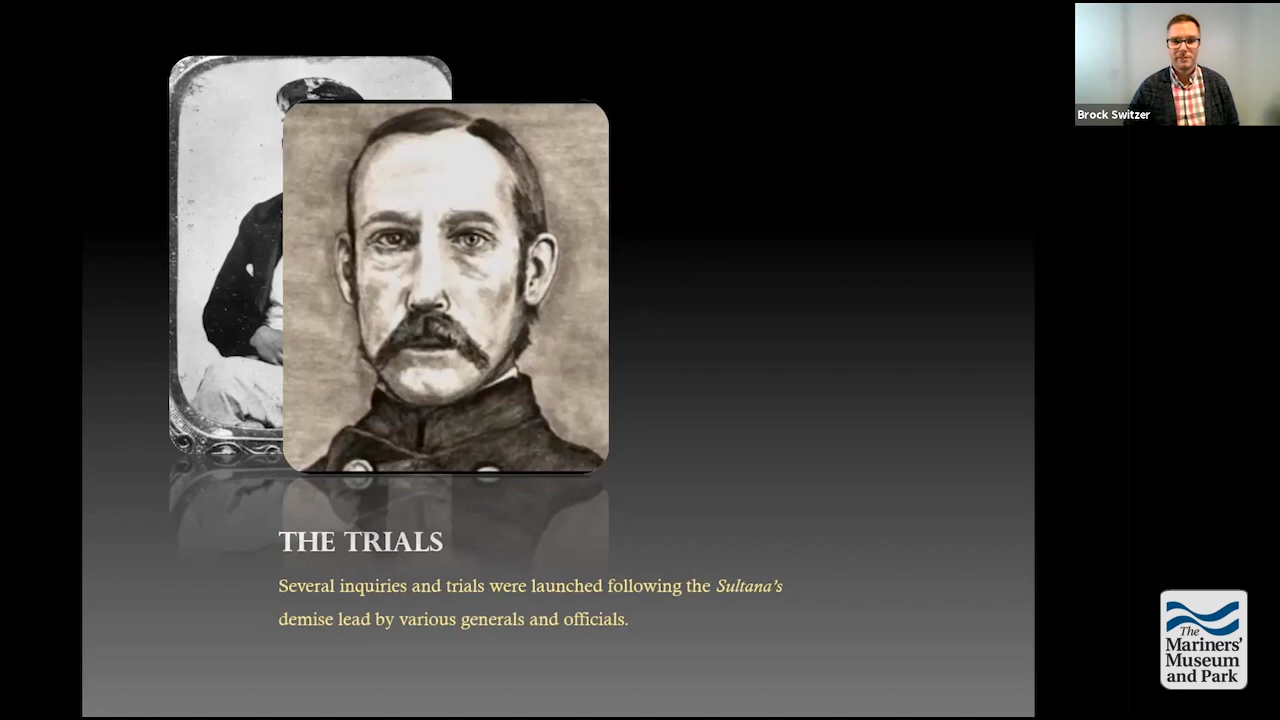 Brock Switzer
THE TRIALS
Several inquiries and trials were launched following the Sultana's
demise lead by various generals and officials.
The
Mariners'
Museum
and Park